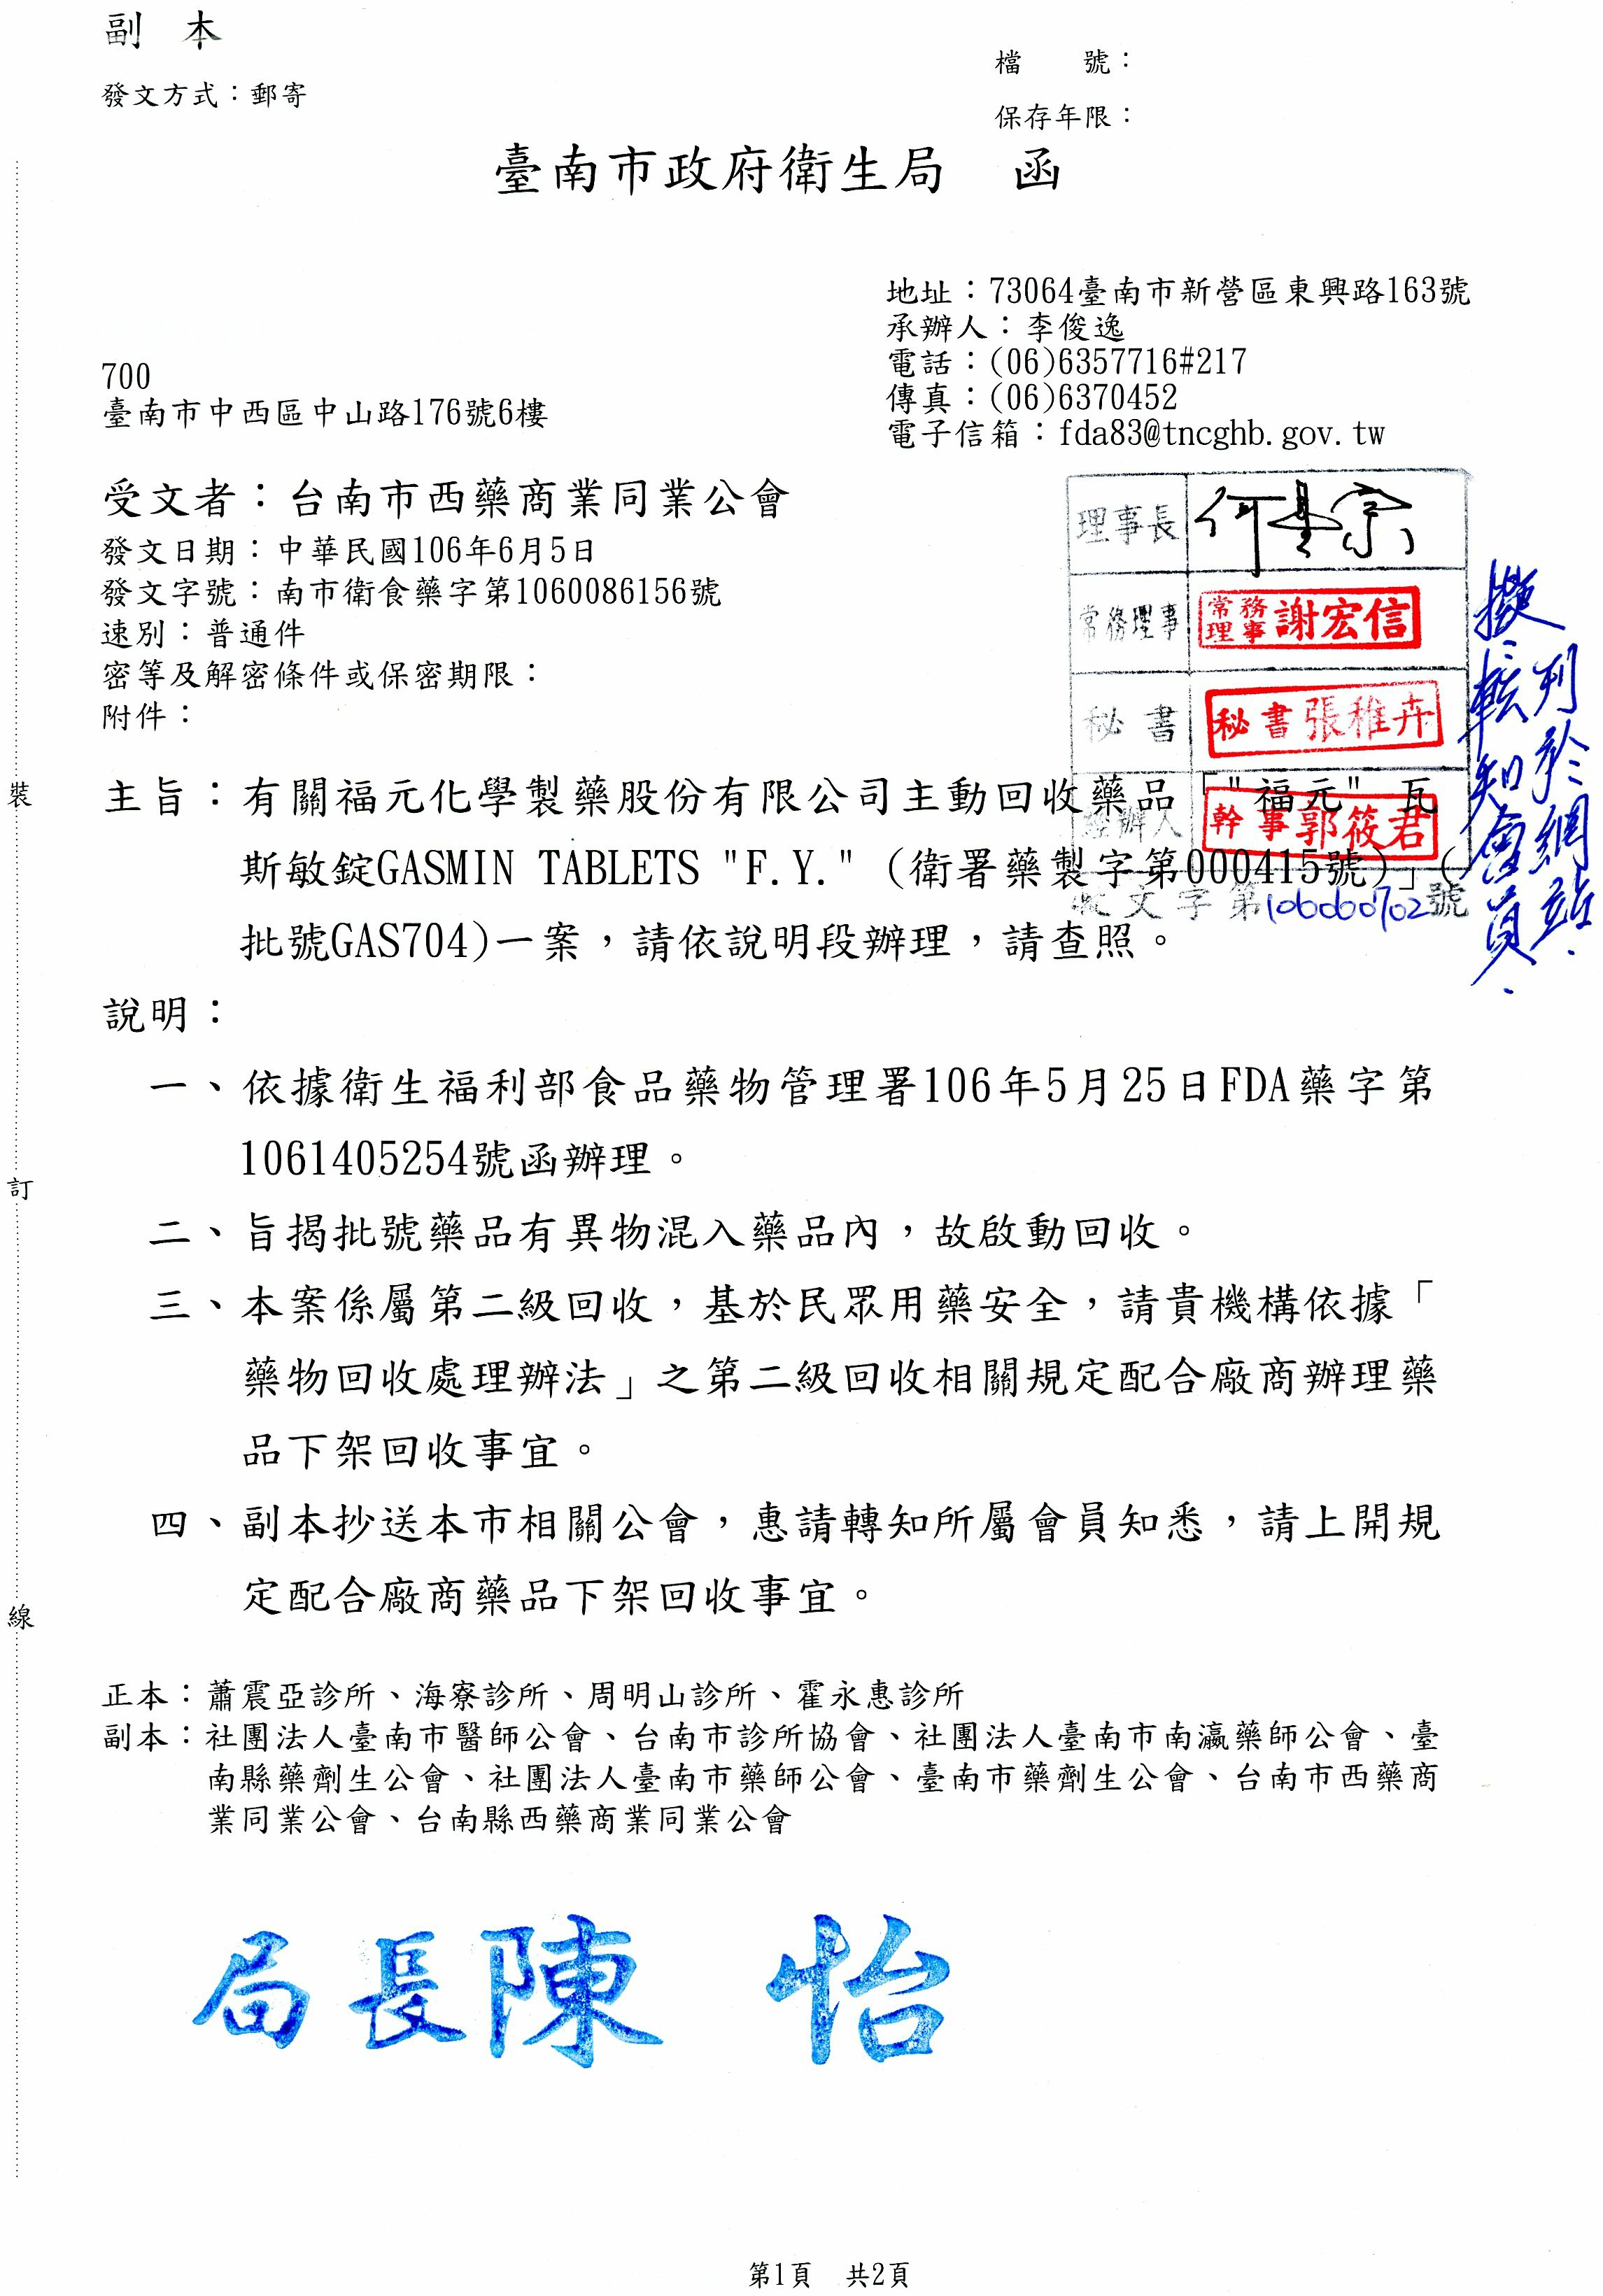 副　本
發文方式：郵寄
檔　　號：
保存年限：
臺南市政府衛生局　函
地址：73064臺南市新營區東興路163號
承辦人：李俊逸
電話：(06)6357716#217
傳真：(06)6370452
電子信箱：fda83@tncghb.gov.tw
700
臺南市中西區中山路176號6樓
受文者：台南市西藥商業同業公會
發文日期：中華民國106年6月5日
發文字號：南市衛食藥字第1060086156號
速別：普通件
密等及解密條件或保密期限：
附件：
理事長
常務理事 常務理事 謝宏信
秘書 秘書 張稚卉
經辦人 幹事 郭筱君
收文字第106060702號
擬：轉知會員.
刊於網站.
主旨：有關福元化學製藥股份有限公司主動回收藥品「"福元" 瓦
斯敏錠GASMIN TABLETS "F.Y." (衛署藥製字第000415號)」(
批號GAS704)一案，請依說明段辦理，請查照。
說明：
一、依據衛生福利部食品藥物管理署106年5月25日FDA藥字第
1061405254號函辦理。
二、旨揭批號藥品有異物混入藥品內，故啟動回收。
三、本案係屬第二級回收，基於民眾用藥安全，請貴機構依據「
藥物回收處理辦法」之第二級回收相關規定配合廠商辦理藥
品下架回收事宜。
四、副本抄送本市相關公會，惠請轉知所屬會員知悉，請上開規
定配合廠商藥品下架回收事宜。
正本：蕭震亞診所、海寮診所、周明山診所、霍永惠診所
副本：社團法人臺南市醫師公會、台南市診所協會、社團法人臺南市南瀛藥師公會、臺
南縣藥劑生公會、社團法人臺南市藥師公會、臺南市藥劑生公會、台南市西藥商
業同業公會、台南縣西藥商業同業公會
局長陳　怡
裝
訂
線
第1頁　共2頁